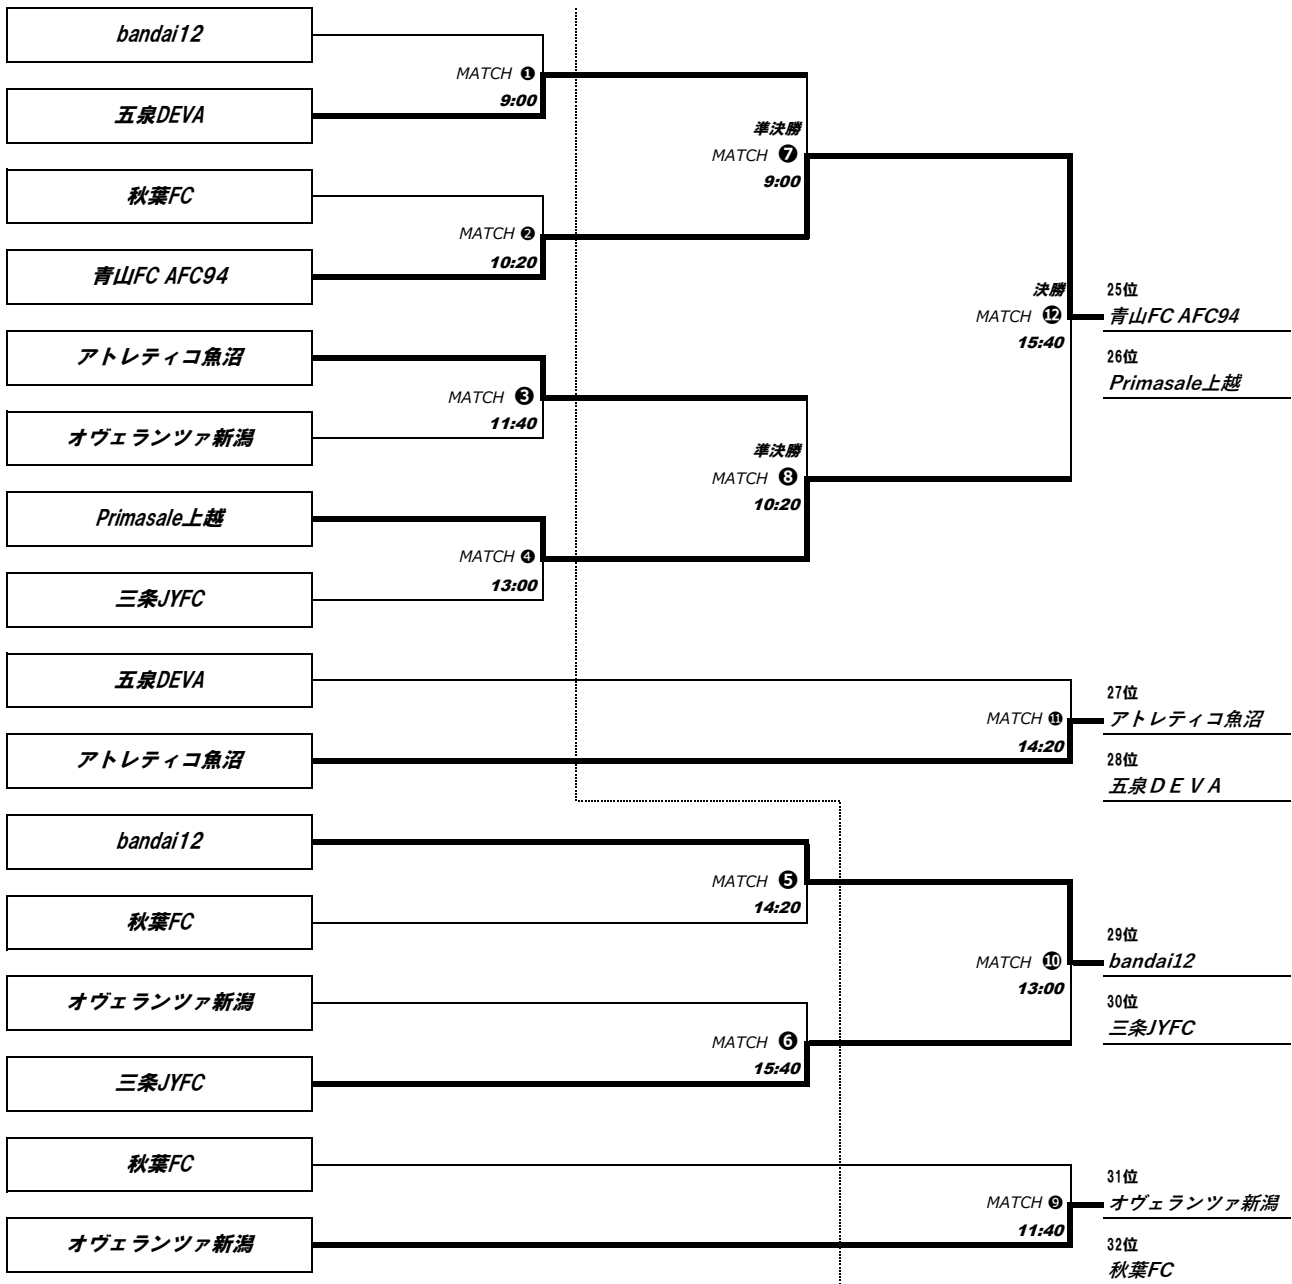 bandai12
MATCH ❶
9:00
五泉DEVA
準決勝
MATCH ❼
9:00
秋葉FC
MATCH ❷
10:20
青山FC AFC94
決勝
MATCH ⓬
15:40
25位
青山FC AFC94
26位
Primasale上越
アトレティコ魚沼
MATCH ❸
11:40
オヴェランツァ新潟
準決勝
MATCH ❽
10:20
Primasale上越
MATCH ❹
13:00
三条JYFC
五泉DEVA
MATCH ⓫
14:20
27位
アトレティコ魚沼
アトレティコ魚沼
28位
五泉ＤＥＶＡ
bandai12
MATCH ❺
14:20
秋葉FC
MATCH ❿
13:00
29位
bandai12
30位
三条JYFC
オヴェランツァ新潟
MATCH ❻
15:40
三条JYFC
秋葉FC
MATCH ❾
11:40
31位
オヴェランツァ新潟
オヴェランツァ新潟
32位
秋葉FC